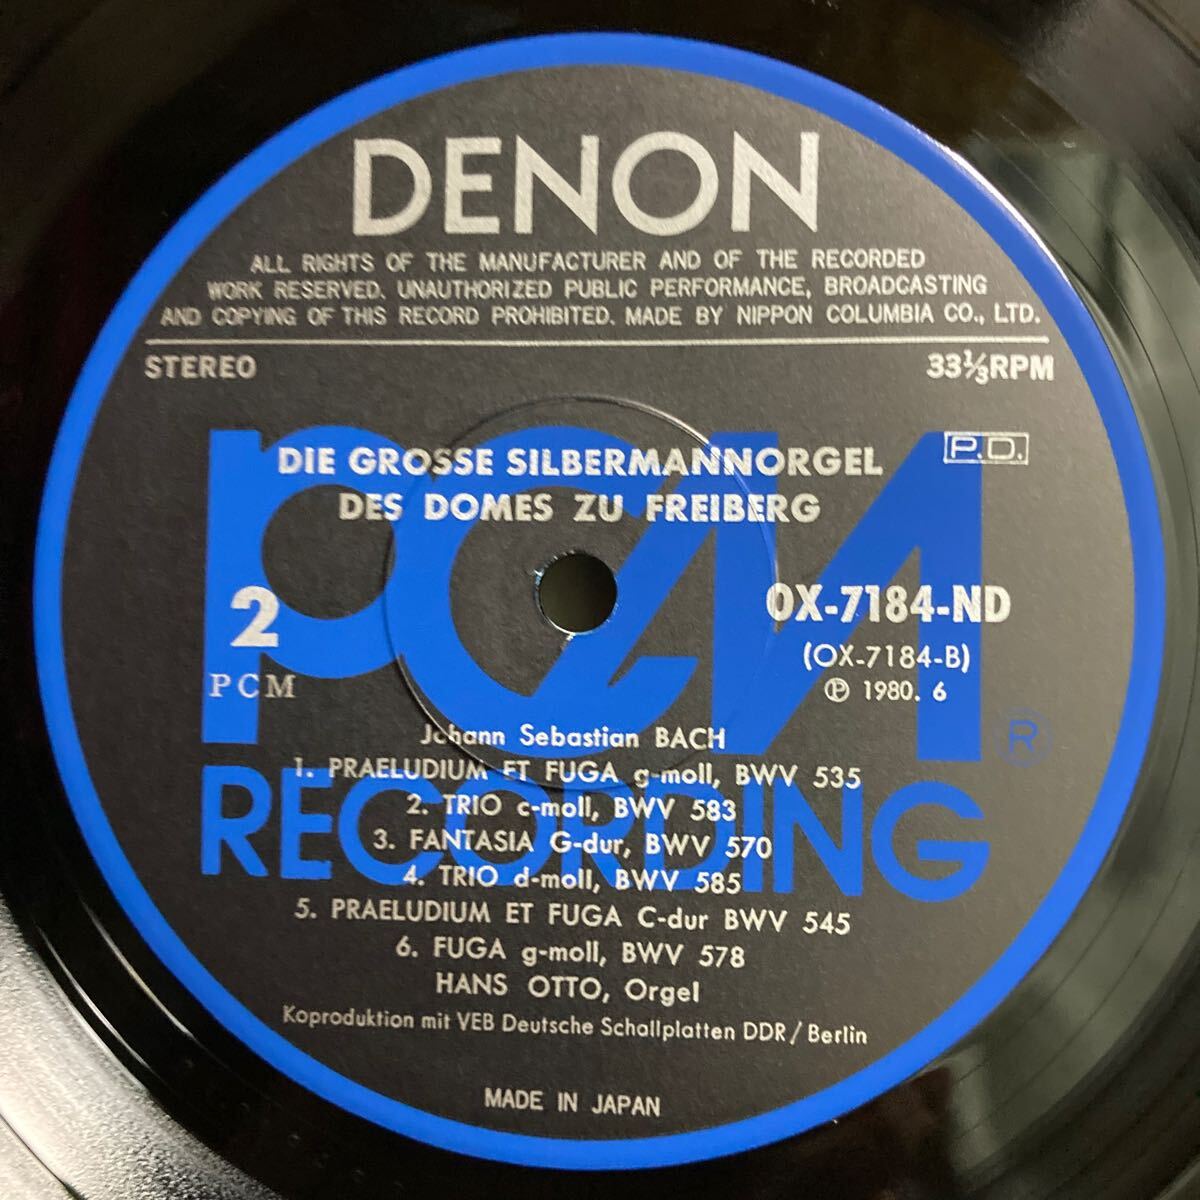 DENON
ALL RIGHTS OF THE MANUFACTURER AND OF THE RECORDED
WORK RESERVED. UNAUTHORIZED PUBLIC PERFORMANCE, BROADCASTING
AND COPYING OF THIS RECORD PROHIBITED. MADE BY NIPPON COLUMBIA CO., LTD.
STEREO
33⅓RPM
PCM
RECORDING
®
DIE GROSSE SILBERMANNORGEL
DES DOMES ZU FREIBERG
P.D.
2
PCM
OX-7184-ND
(OX-7184-B)
℗ 1980. 6
Johann Sebastian BACH
1. PRAELUDIUM ET FUGA g-moll, BWV 535
2. TRIO c-moll, BWV 583
3. FANTASIA G-dur, BWV 570
4. TRIO d-moll, BWV 585
5. PRAELUDIUM ET FUGA C-dur BWV 545
6. FUGA g-moll, BWV 578
HANS OTTO, Orgel
Koproduktion mit VEB Deutsche Schallplatten DDR / Berlin
MADE IN JAPAN